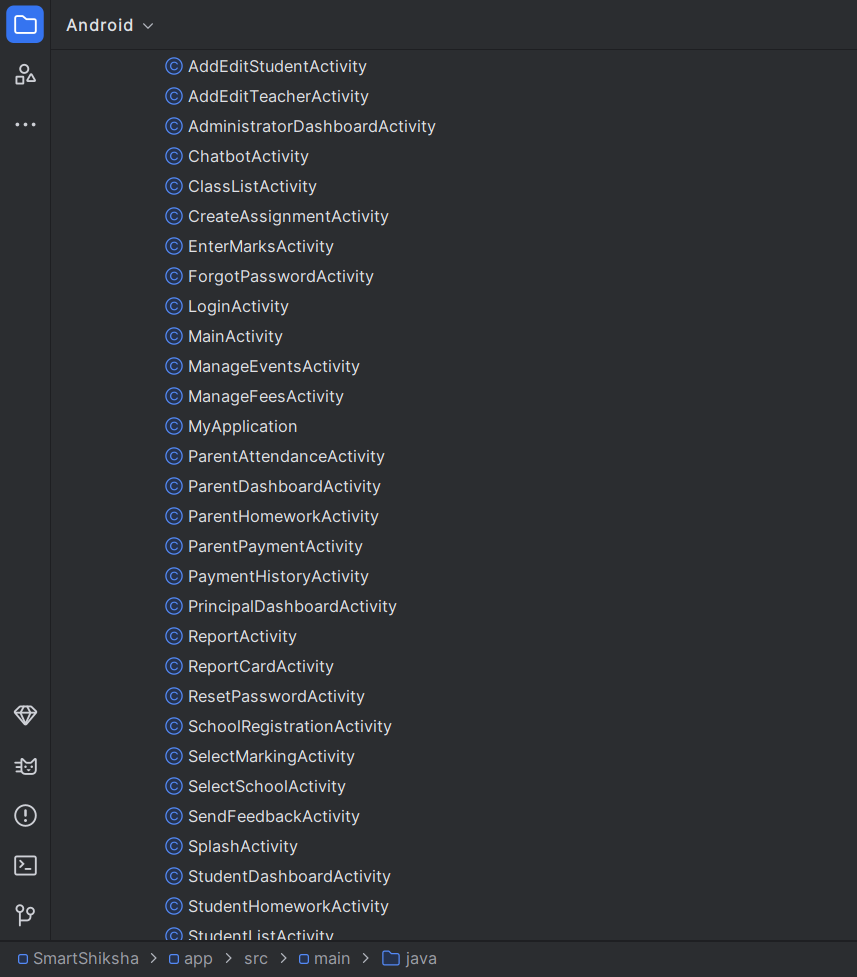 Android
AddEditStudentActivity
AddEditTeacherActivity
AdministratorDashboardActivity
ChatbotActivity
ClassListActivity
CreateAssignmentActivity
EnterMarksActivity
ForgotPasswordActivity
LoginActivity
MainActivity
ManageEventsActivity
ManageFeesActivity
MyApplication
ParentAttendanceActivity
ParentDashboardActivity
ParentHomeworkActivity
ParentPaymentActivity
PaymentHistoryActivity
PrincipalDashboardActivity
ReportActivity
ReportCardActivity
ResetPasswordActivity
SchoolRegistrationActivity
SelectMarkingActivity
SelectSchoolActivity
SendFeedbackActivity
SplashActivity
StudentDashboardActivity
StudentHomeworkActivity
StudentListActivity
SmartShiksha > app > src > main > java